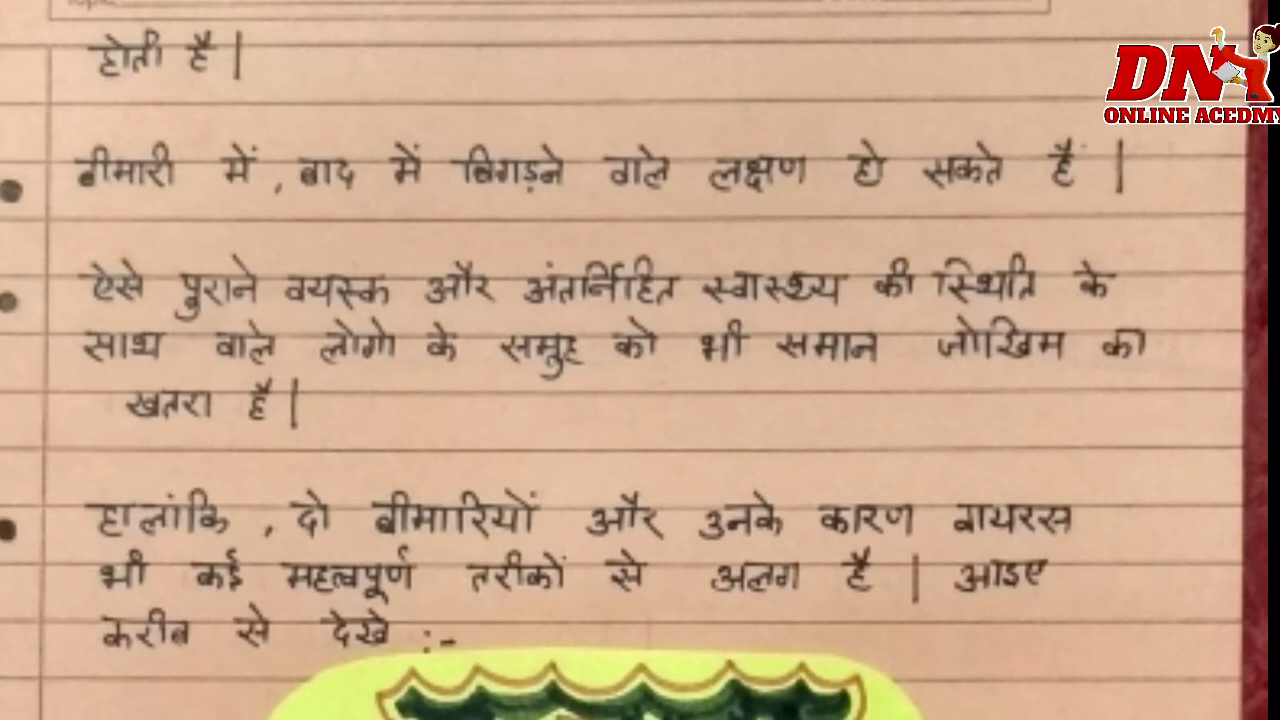 होती है |
बीमारी में , बाद में बिगड़ने वाले लक्षण हो सकते हैं |
ऐसे पुराने वयस्क और अंतर्निहित स्वास्थ्य की स्थिति के
साथ वाले लोगो के समुह को भी समान जोखिम का
खतरा है |
हालांकि , दो बीमारियों और उनके कारण वायरस
भी कई महत्वपूर्ण तरीकों से अलग है | आइए
करीब से देखे :-
DN
ONLINE ACEDMY